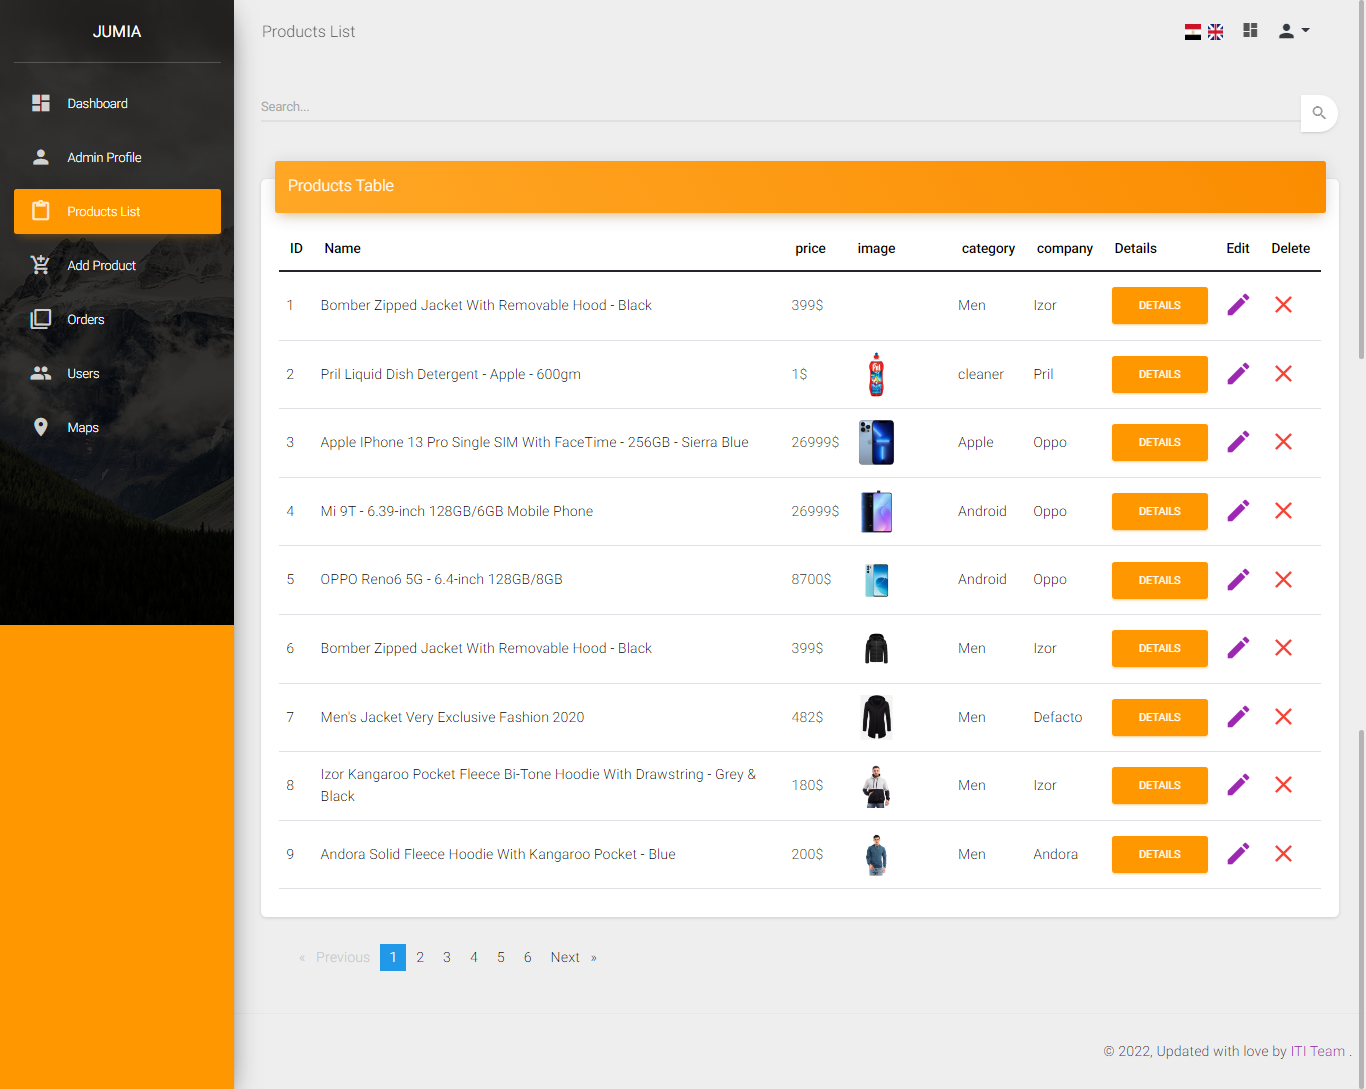 JUMIA
Dashboard
Admin Profile
Products List
Add Product
Orders
Users
Maps
Products List
Search...
Products Table
ID Name price image category company Details Edit Delete
1 Bomber Zipped Jacket With Removable Hood - Black 399$ Men Izor DETAILS
2 Pril Liquid Dish Detergent - Apple - 600gm 1$ cleaner Pril DETAILS
3 Apple IPhone 13 Pro Single SIM With FaceTime - 256GB - Sierra Blue 26999$ Apple Oppo DETAILS
4 Mi 9T - 6.39-inch 128GB/6GB Mobile Phone 26999$ Android Oppo DETAILS
5 OPPO Reno6 5G - 6.4-inch 128GB/8GB 8700$ Android Oppo DETAILS
6 Bomber Zipped Jacket With Removable Hood - Black 399$ Men Izor DETAILS
7 Men's Jacket Very Exclusive Fashion 2020 482$ Men Defacto DETAILS
8 Izor Kangaroo Pocket Fleece Bi-Tone Hoodie With Drawstring - Grey &
Black 180$ Men Izor DETAILS
9 Andora Solid Fleece Hoodie With Kangaroo Pocket - Blue 200$ Men Andora DETAILS
« Previous 1 2 3 4 5 6 Next »
© 2022, Updated with love by ITI Team .